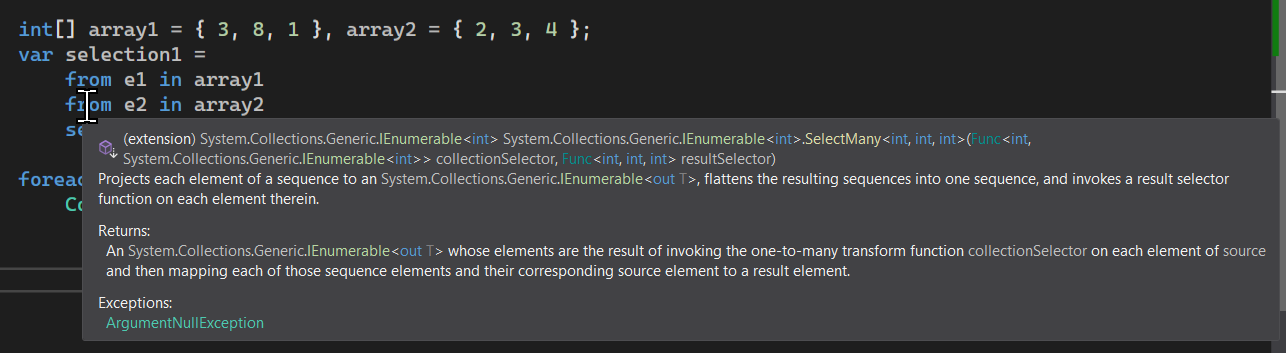 int[] array1 = { 3, 8, 1 }, array2 = { 2, 3, 4 };
var selection1 =
from e1 in array1
from e2 in array2
se
(extension) System.Collections.Generic.IEnumerable<int> System.Collections.Generic.IEnumerable<int>.SelectMany<int, int, int>(Func<int,
System.Collections.Generic.IEnumerable<int>> collectionSelector, Func<int, int, int> resultSelector)
foreac
Projects each element of a sequence to an System.Collections.Generic.IEnumerable<out T>, flattens the resulting sequences into one sequence, and invokes a result selector
function on each element therein.
Co
Returns:
An System.Collections.Generic.IEnumerable<out T> whose elements are the result of invoking the one-to-many transform function collectionSelector on each element of source
and then mapping each of those sequence elements and their corresponding source element to a result element.
Exceptions:
ArgumentNullException